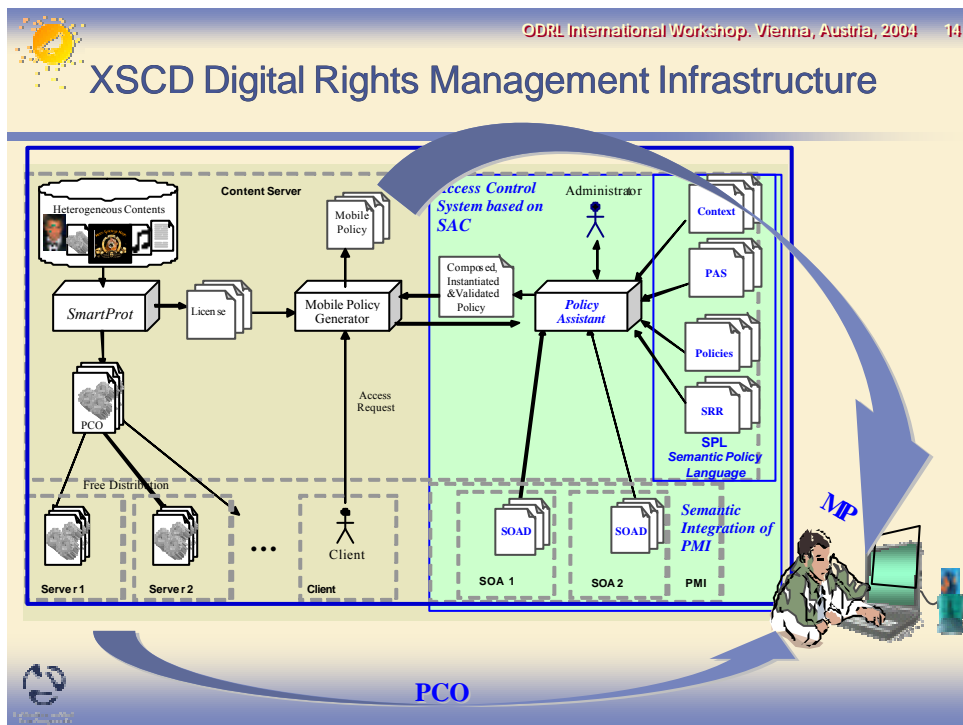 ODRL International Workshop. Vienna, Austria, 2004 14
XSCD Digital Rights Management Infrastructure
Content Server
Heterogeneous Contents
SmartProt
License
PCO
Mobile
Policy
Mobile Policy
Generator
Access
Request
Access Control
System based on
SAC
Administrator
Composed,
Instantiated
&Validated
Policy
Policy
Assistant
Context
PAS
Policies
SRR
SPL
Semantic Policy
Language
Free Distribution
Server 1
Server 2
...
Client
Client
SOAD
SOA 1
SOAD
SOA 2
Semantic
Integration of
PMI
PMI
MP
PCO